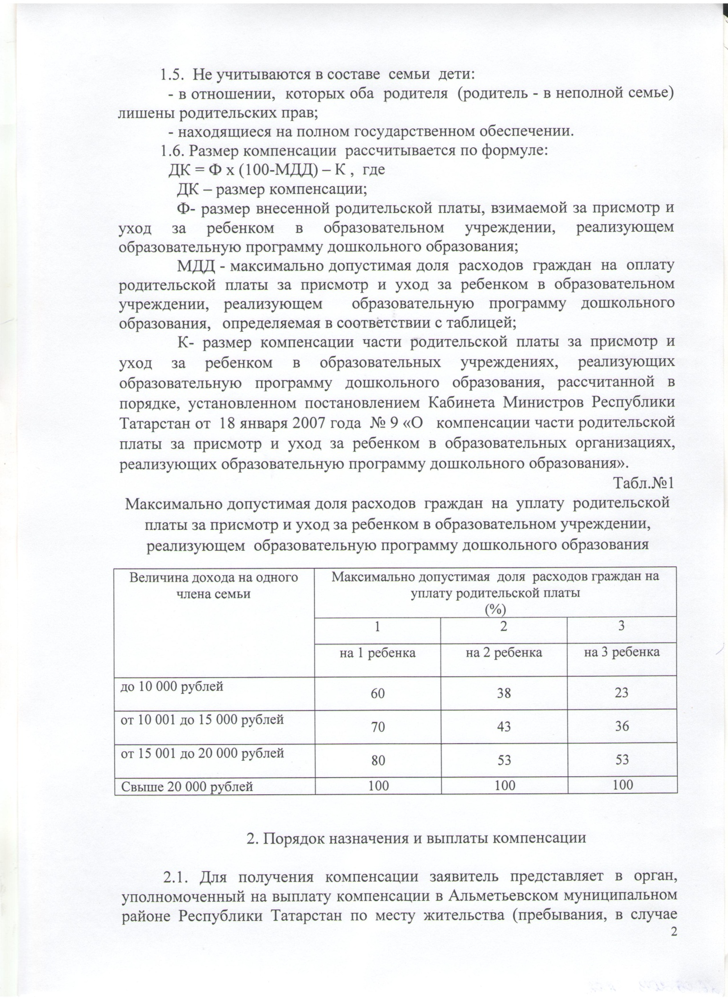 1.5. Не учитываются в составе семьи дети:
- в отношении, которых оба родителя (родитель - в неполной семье)
лишены родительских прав;
- находящиеся на полном государственном обеспечении.
1.6. Размер компенсации рассчитывается по формуле:
ДК = Ф х (100-МДД) – К , где
ДК – размер компенсации;
Ф- размер внесенной родительской платы, взимаемой за присмотр и
уход за ребенком в образовательном учреждении, реализующем
образовательную программу дошкольного образования;
МДД - максимально допустимая доля расходов граждан на оплату
родительской платы за присмотр и уход за ребенком в образовательном
учреждении, реализующем образовательную программу дошкольного
образования, определяемая в соответствии с таблицей;
К- размер компенсации части родительской платы за присмотр и
уход за ребенком в образовательных учреждениях, реализующих
образовательную программу дошкольного образования, рассчитанной в
порядке, установленном постановлением Кабинета Министров Республики
Татарстан от 18 января 2007 года № 9 «О компенсации части родительской
платы за присмотр и уход за ребенком в образовательных организациях,
реализующих образовательную программу дошкольного образования».
Табл.№1
Максимально допустимая доля расходов граждан на уплату родительской
платы за присмотр и уход за ребенком в образовательном учреждении,
реализующем образовательную программу дошкольного образования
Величина дохода на одного
члена семьи
Максимально допустимая доля расходов граждан на
уплату родительской платы
(%)
1 2 3
на 1 ребенка на 2 ребенка на 3 ребенка
до 10 000 рублей 60 38 23
от 10 001 до 15 000 рублей 70 43 36
от 15 001 до 20 000 рублей 80 53 53
Свыше 20 000 рублей 100 100 100
2. Порядок назначения и выплаты компенсации
2.1. Для получения компенсации заявитель представляет в орган,
уполномоченный на выплату компенсации в Альметьевском муниципальном
районе Республики Татарстан по месту жительства (пребывания, в случае
2